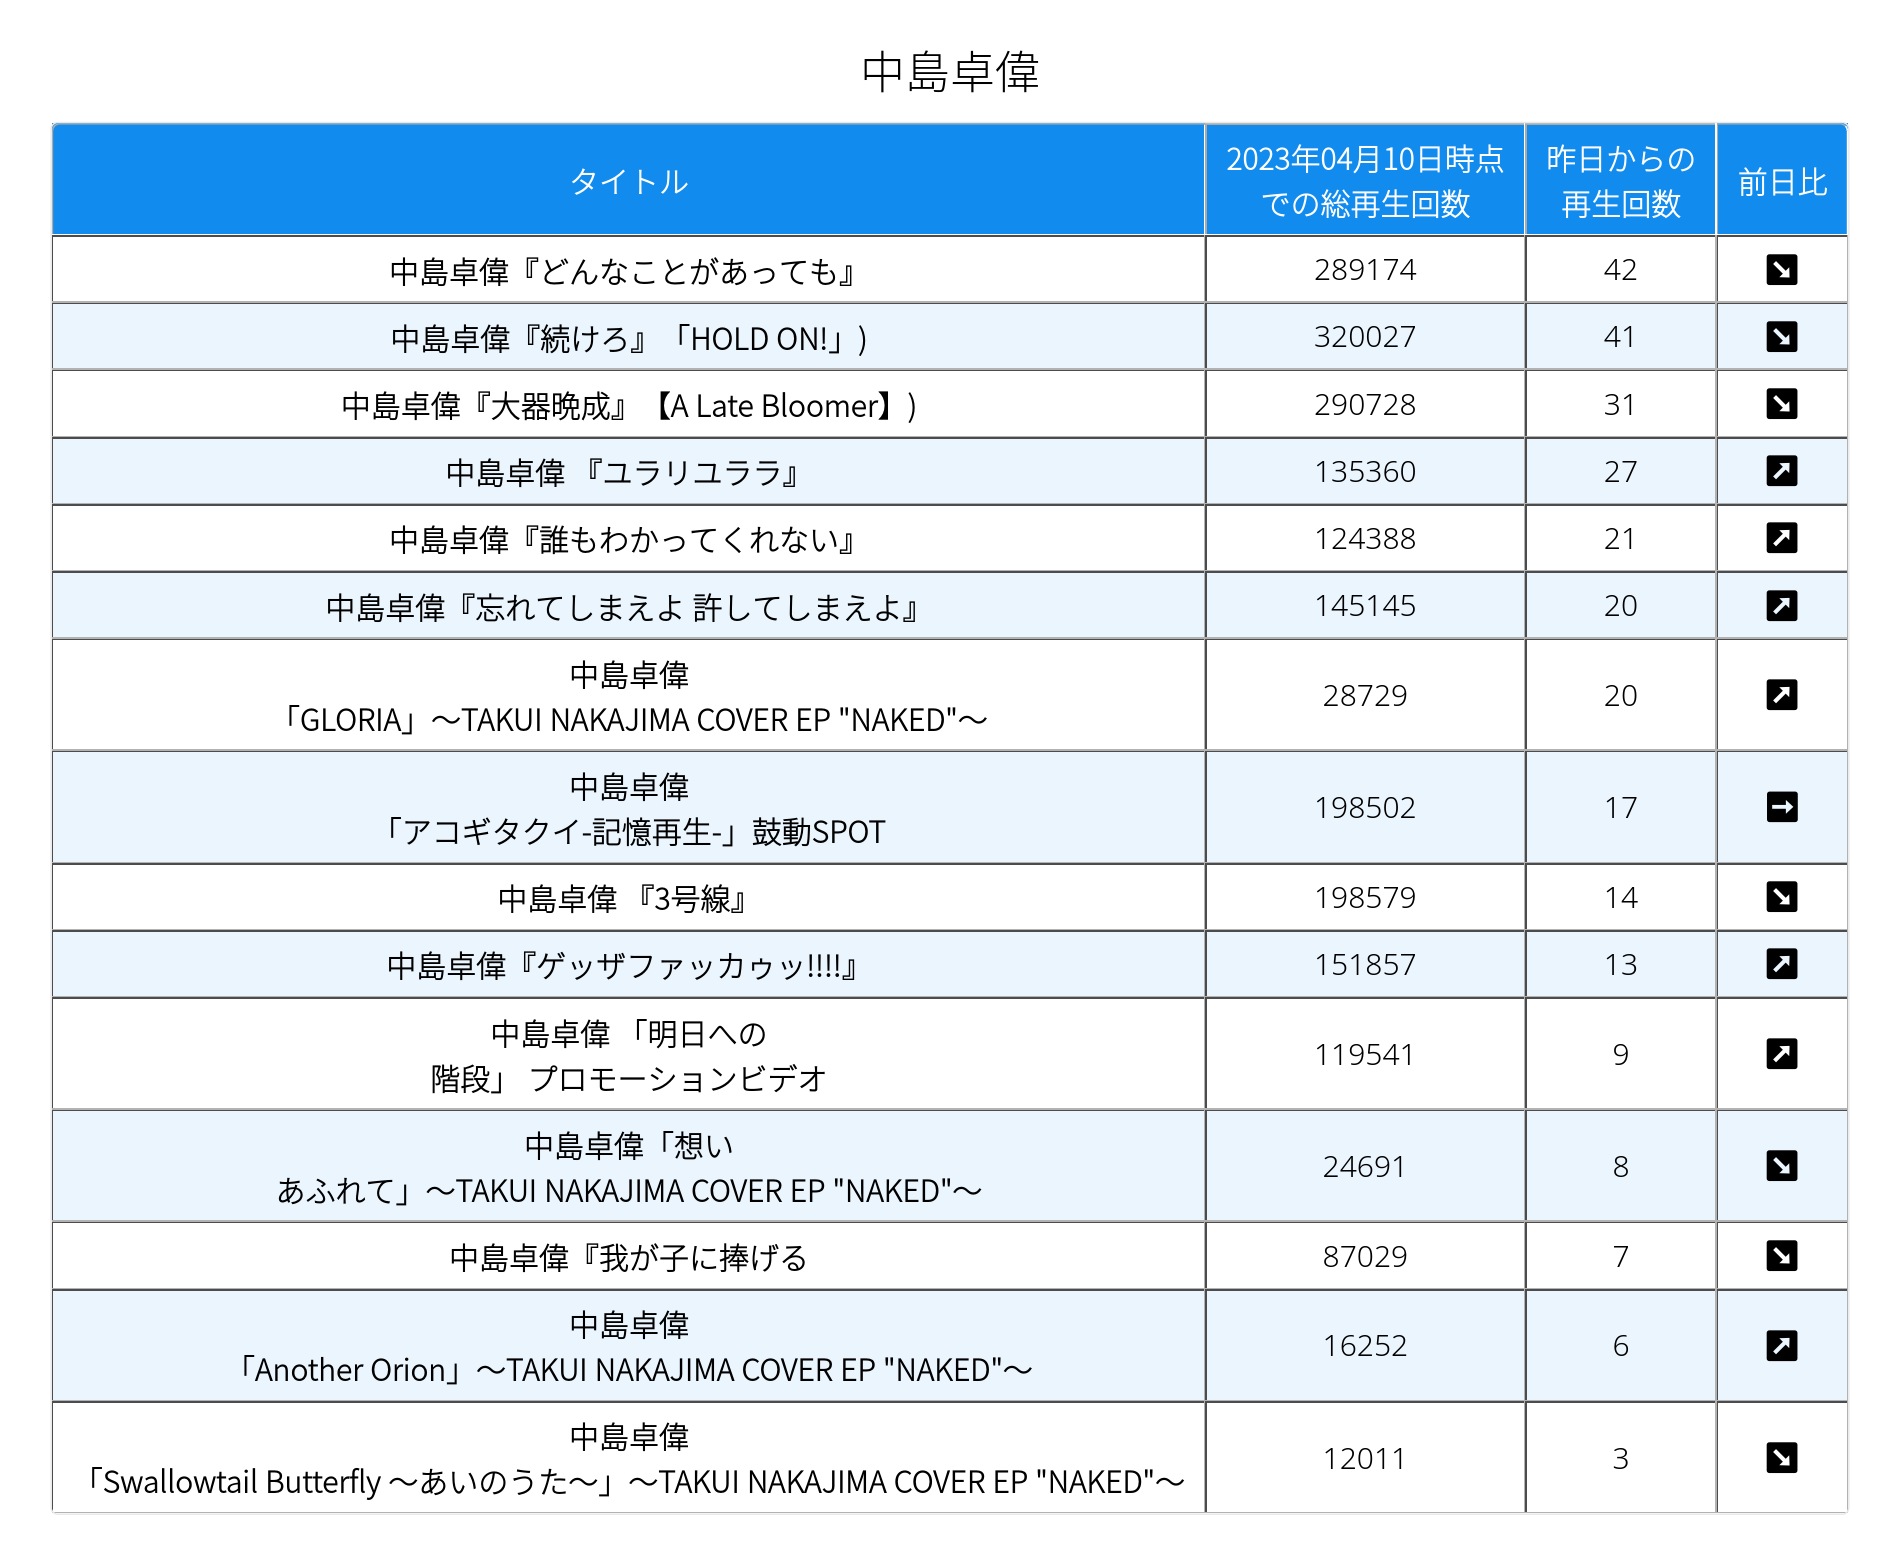 中島卓偉
タイトル
2023年04月10日時点
での総再生回数
昨日からの
再生回数
前日比
中島卓偉『どんなことがあっても』 289174 42
中島卓偉『続けろ』「HOLD ON!」) 320027 41
中島卓偉『大器晩成』【A Late Bloomer】) 290728 31
中島卓偉 『ユラリユララ』 135360 27
中島卓偉『誰もわかってくれない』 124388 21
中島卓偉『忘れてしまえよ 許してしまえよ』 145145 20
中島卓偉
「GLORIA」～TAKUI NAKAJIMA COVER EP "NAKED"～ 28729 20
中島卓偉
「アコギタクイ-記憶再生-」鼓動SPOT 198502 17
中島卓偉 『3号線』 198579 14
中島卓偉『ゲッザファッカゥッ!!!!』 151857 13
中島卓偉 「明日への
階段」 プロモーションビデオ 119541 9
中島卓偉「想い
あふれて」～TAKUI NAKAJIMA COVER EP "NAKED"～ 24691 8
中島卓偉『我が子に捧げる 87029 7
中島卓偉
「Another Orion」～TAKUI NAKAJIMA COVER EP "NAKED"～ 16252 6
中島卓偉
「Swallowtail Butterfly ～あいのうた～」～TAKUI NAKAJIMA COVER EP "NAKED"～ 12011 3